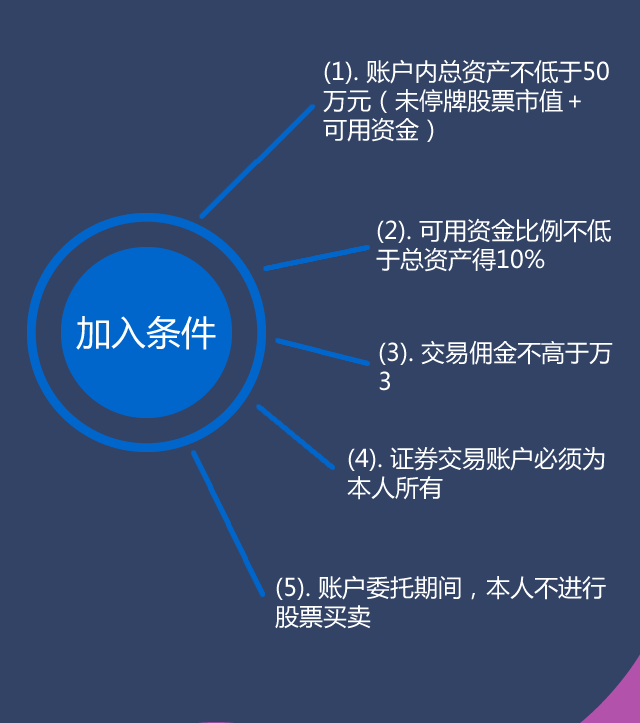 (1). 账户内总资产不低于50
万元（未停牌股票市值＋
可用资金）
(2). 可用资金比例不低
于总资产得10%
加入条件
(3). 交易佣金不高于万
3
(4). 证券交易账户必须为
本人所有
(5). 账户委托期间，本人不进行
股票买卖